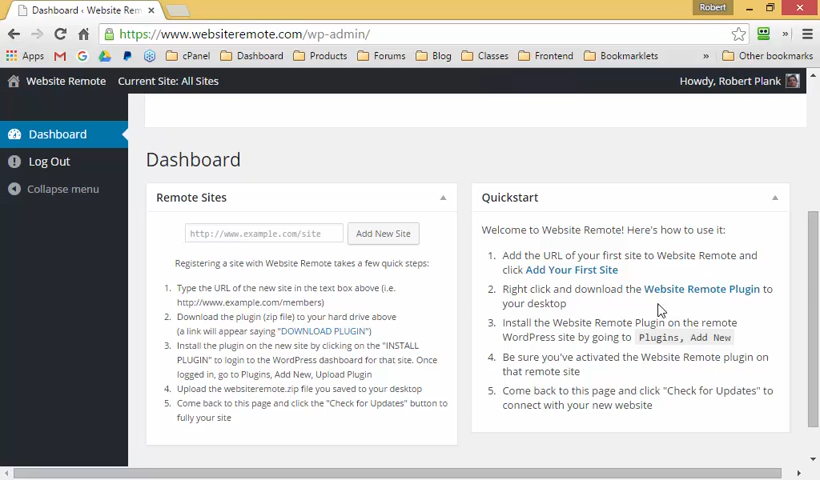 Dashboard ‹ Website Rem
Robert
https://www.websiteremote.com/wp-admin/
Apps cPanel Dashboard Products Forums Blog Classes Frontend Bookmarklets » Other bookmarks
Website Remote Current Site: All Sites Howdy, Robert Plank
Dashboard
Log Out
Collapse menu
Dashboard
Remote Sites
http://www.example.com/site Add New Site
Registering a site with Website Remote takes a few quick steps:
1. Type the URL of the new site in the text box above (i.e.
http://www.example.com/members)
2. Download the plugin (zip file) to your hard drive above
(a link will appear saying "DOWNLOAD PLUGIN")
3. Install the plugin on the new site by clicking on the "INSTALL
PLUGIN" to login to the WordPress dashboard for that site. Once
logged in, go to Plugins, Add New, Upload Plugin
4. Upload the websiteremote.zip file you saved to your desktop
5. Come back to this page and click the "Check for Updates" button to
fully your site
Quickstart
Welcome to Website Remote! Here's how to use it:
1. Add the URL of your first site to Website Remote and
click Add Your First Site
2. Right click and download the Website Remote Plugin to
your desktop
3. Install the Website Remote Plugin on the remote
WordPress site by going to Plugins, Add New
4. Be sure you've activated the Website Remote plugin on
that remote site
5. Come back to this page and click "Check for Updates" to
connect with your new website